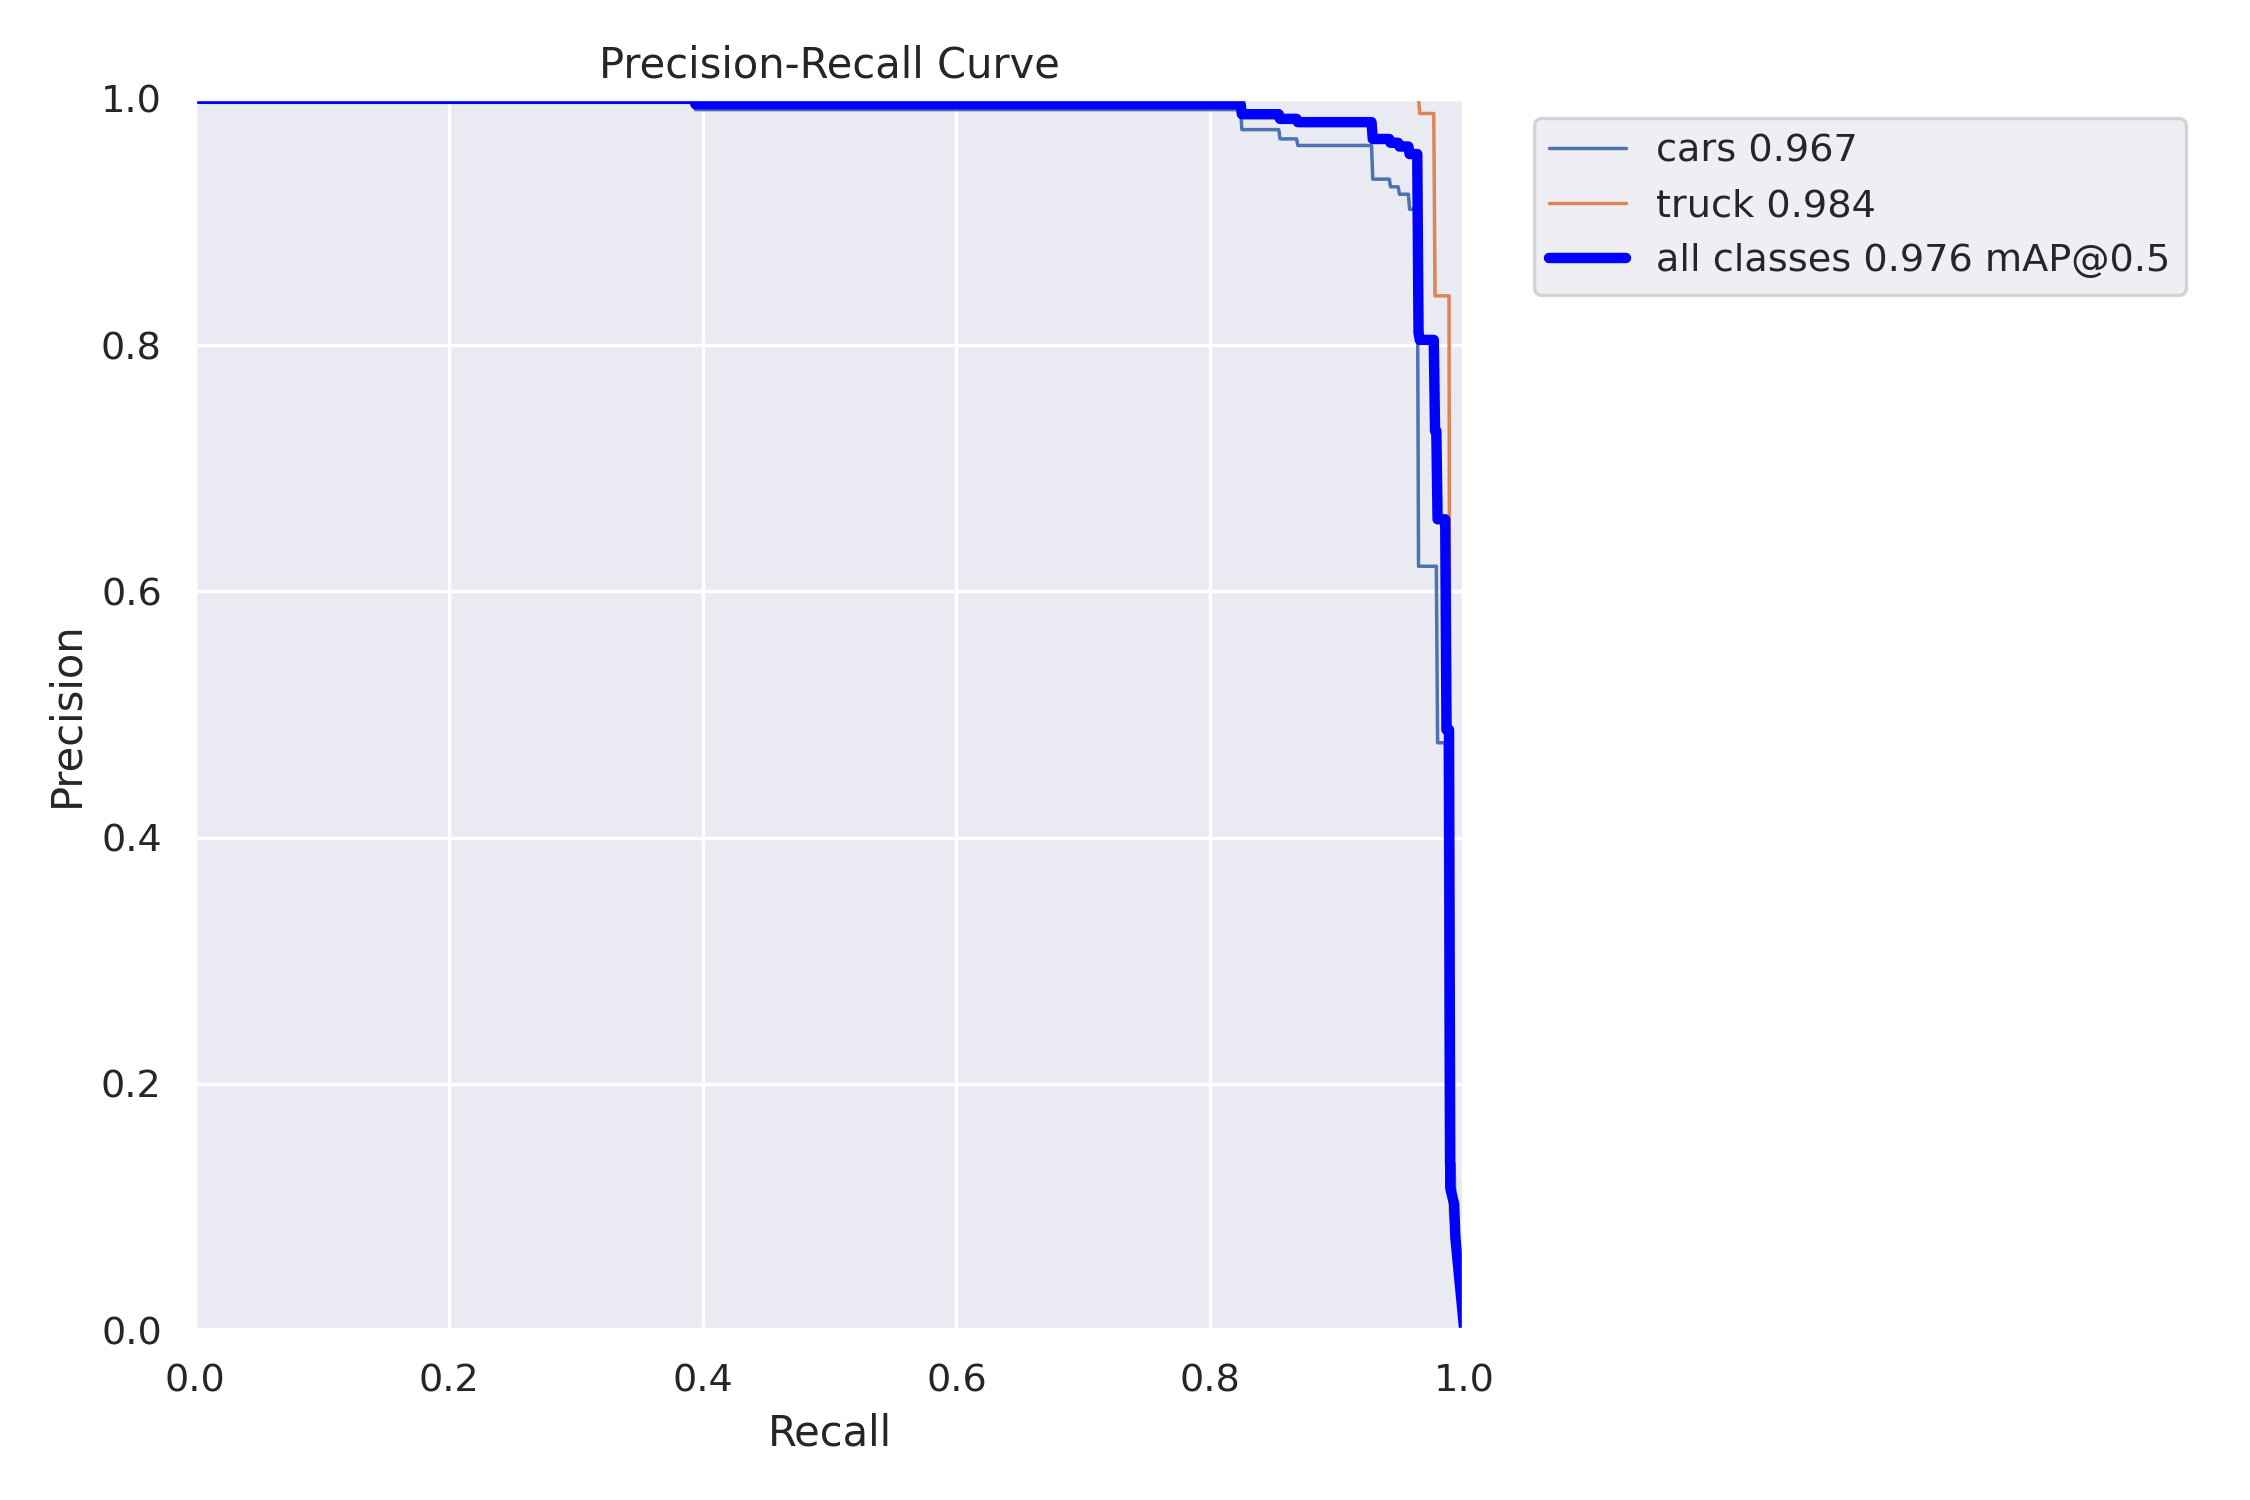 Precision-Recall Curve
1.0
0.8
0.6
0.4
0.2
0.0
Precision
0.0 0.2 0.4 0.6 0.8 1.0
Recall
cars 0.967
truck 0.984
all classes 0.976 mAP@0.5